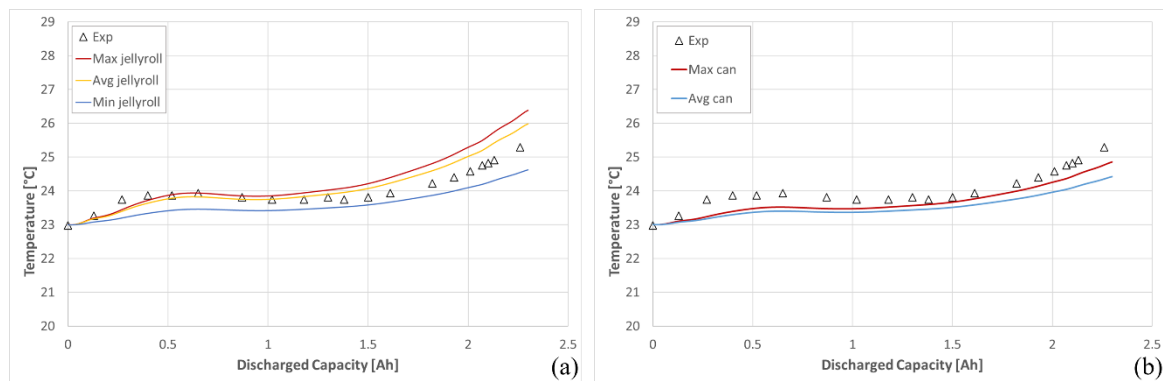 29
28
27
26
25
24
23
22
21
20
Temperature [°C]
Exp
Max jellyroll
Avg jellyroll
Min jellyroll
0
0.5
1
1.5
2
2.5
Discharged Capacity [Ah]
(a)
29
28
27
26
25
24
23
22
21
20
Temperature [°C]
Exp
Max can
Avg can
0
0.5
1
1.5
2
2.5
Discharged Capacity [Ah]
(b)